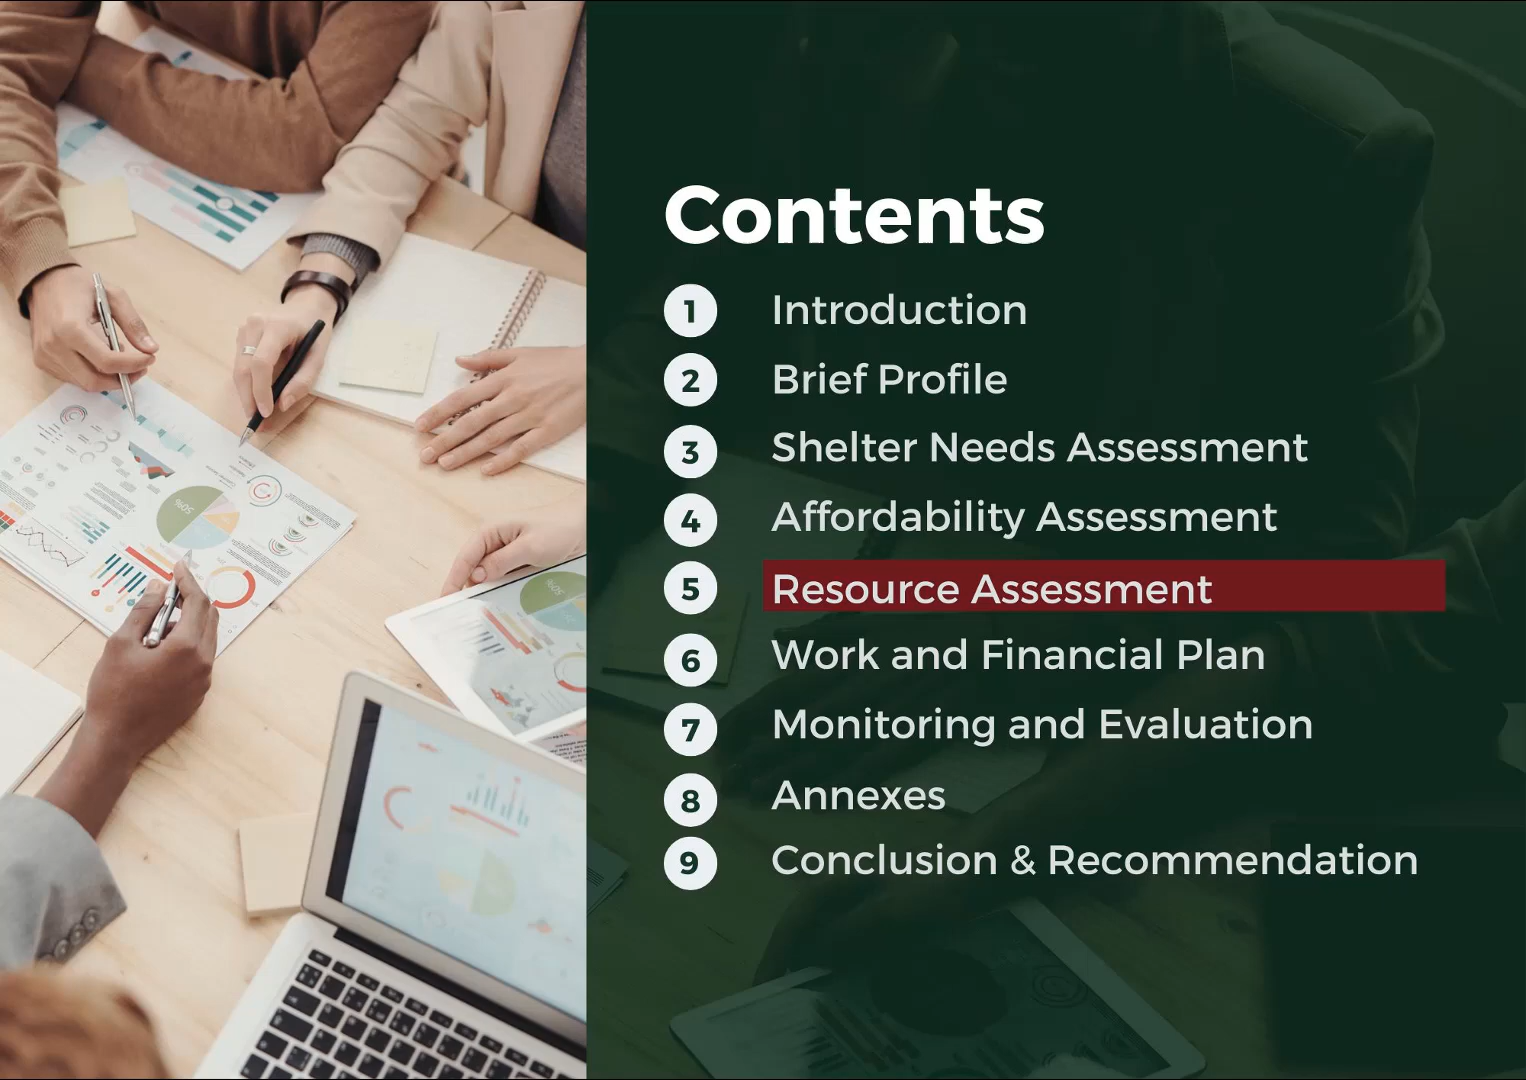 Contents
1 Introduction
2 Brief Profile
3 Shelter Needs Assessment
4 Affordability Assessment
5 Resource Assessment
6 Work and Financial Plan
7 Monitoring and Evaluation
8 Annexes
9 Conclusion & Recommendation
50%